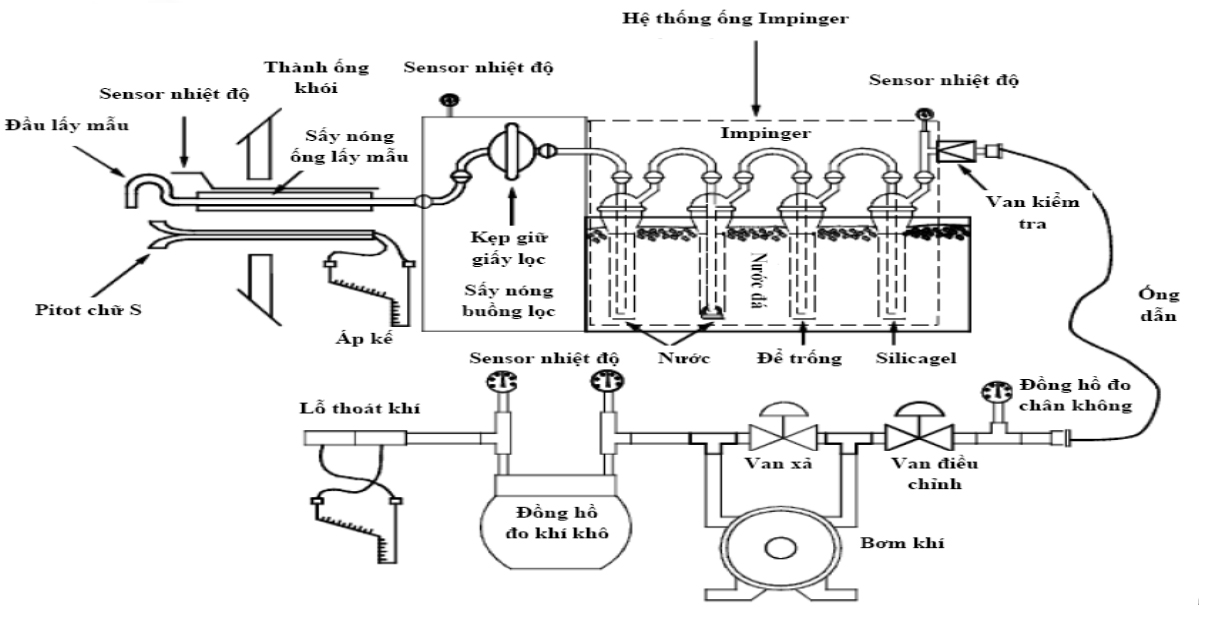 Hệ thống ống Impinger
Thành ống
khói
Sensor nhiệt độ
Sensor nhiệt độ
Sensor nhiệt độ
Đầu lấy mẫu
Sấy nóng
ống lấy mẫu
Impinger
Van kiểm
tra
Kẹp giữ
giấy lọc
Sấy nóng
buồng lọc
Nước đá
Pitot chữ S
Áp kế
Ống
dẫn
Nước
Để trống
Silicagel
Sensor nhiệt độ
Đồng hồ đo
chân không
Lỗ thoát khí
Van xả
Van điều
chỉnh
Đồng hồ
đo khí khô
Bơm khí